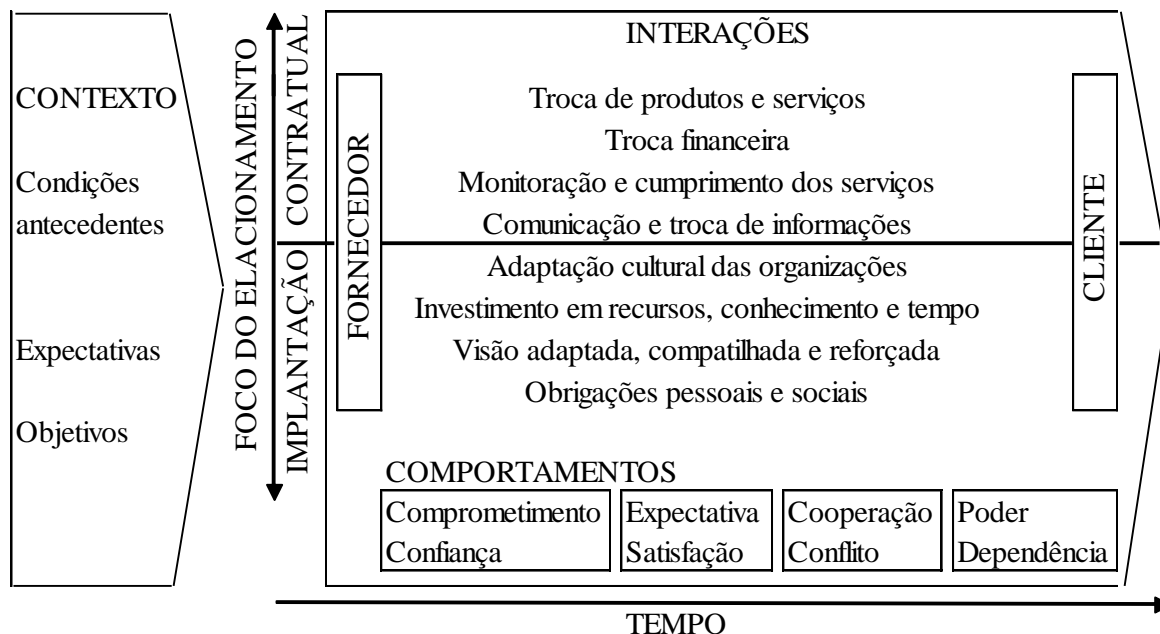 CONTEXTO
Condições
antecedentes
Expectativas
Objetivos
FOCO DO ELACIONAMENTO
CONTRATUAL
IMPLANTAÇÃO
INTERAÇÕES
FORNECEDOR
Troca de produtos e serviços
Troca financeira
Monitoração e cumprimento dos serviços
Comunicação e troca de informações
Adaptação cultural das organizações
Investimento em recursos, conhecimento e tempo
Visão adaptada, compatilhada e reforçada
Obrigações pessoais e sociais
CLIENTE
COMPORTAMENTOS
Comprometimento
Confiança
Expectativa
Satisfação
Cooperação
Conflito
Poder
Dependência
TEMPO